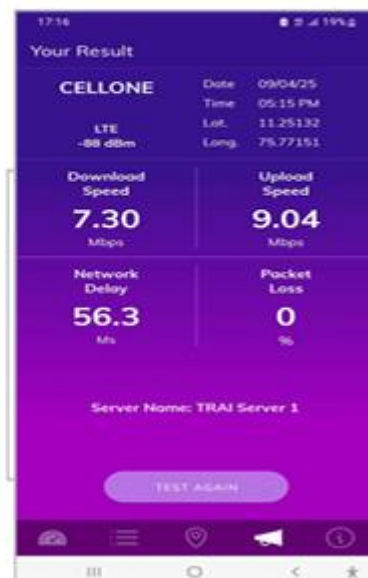 17:16 19%
Your Result
CELLONE
LTE
-88 dBm
Date 09/04/25
Time 05:15 PM
Lat. 11.25132
Long. 75.77151
Download
Speed
7.30
Mbps
Upload
Speed
9.04
Mbps
Network
Delay
56.3
Ms
Packet
Loss
0
%
Server Name: TRAI Server 1
TEST AGAIN